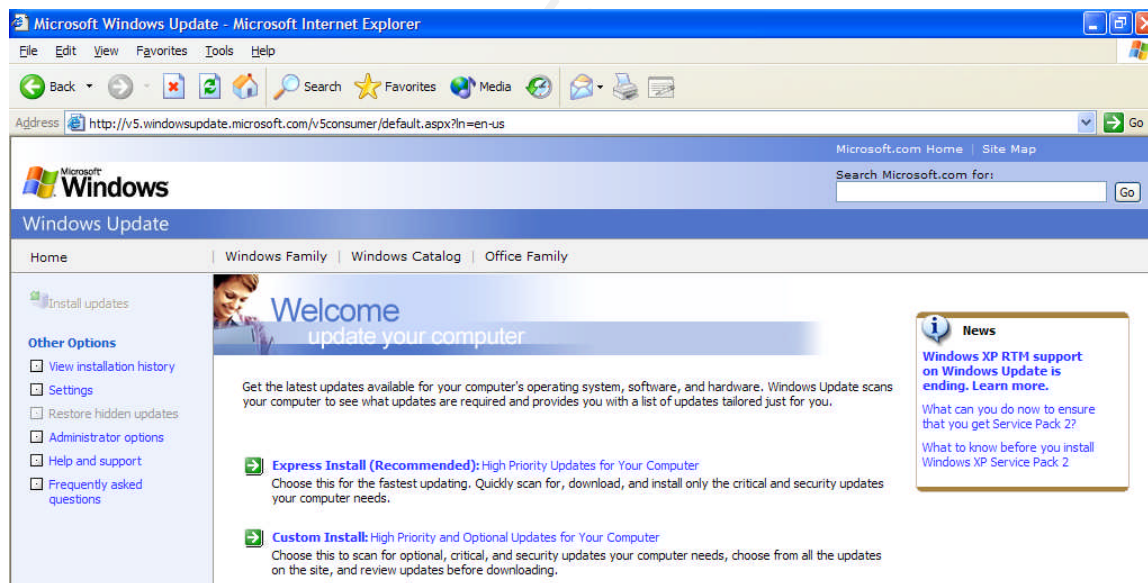 Microsoft Windows Update - Microsoft Internet Explorer
File Edit View Favorites Tools Help
Back Search Favorites Media
Address http://v5.windowsupdate.microsoft.com/v5consumer/default.aspx?ln=en-us Go
Microsoft.com Home | Site Map
Microsoft
Windows
Search Microsoft.com for:
Go
Windows Update
Home | Windows Family | Windows Catalog | Office Family
Install updates
Other Options
View installation history
Settings
Restore hidden updates
Administrator options
Help and support
Frequently asked
questions
Welcome
update your computer
Get the latest updates available for your computer's operating system, software, and hardware. Windows Update scans
your computer to see what updates are required and provides you with a list of updates tailored just for you.
Express Install (Recommended): High Priority Updates for Your Computer
Choose this for the fastest updating. Quickly scan for, download, and install only the critical and security updates
your computer needs.
Custom Install: High Priority and Optional Updates for Your Computer
Choose this to scan for optional, critical, and security updates your computer needs, choose from all the updates
on the site, and review updates before downloading.
News
Windows XP RTM support
on Windows Update is
ending. Learn more.
What can you do now to ensure
that you get Service Pack 2?
What to know before you install
Windows XP Service Pack 2